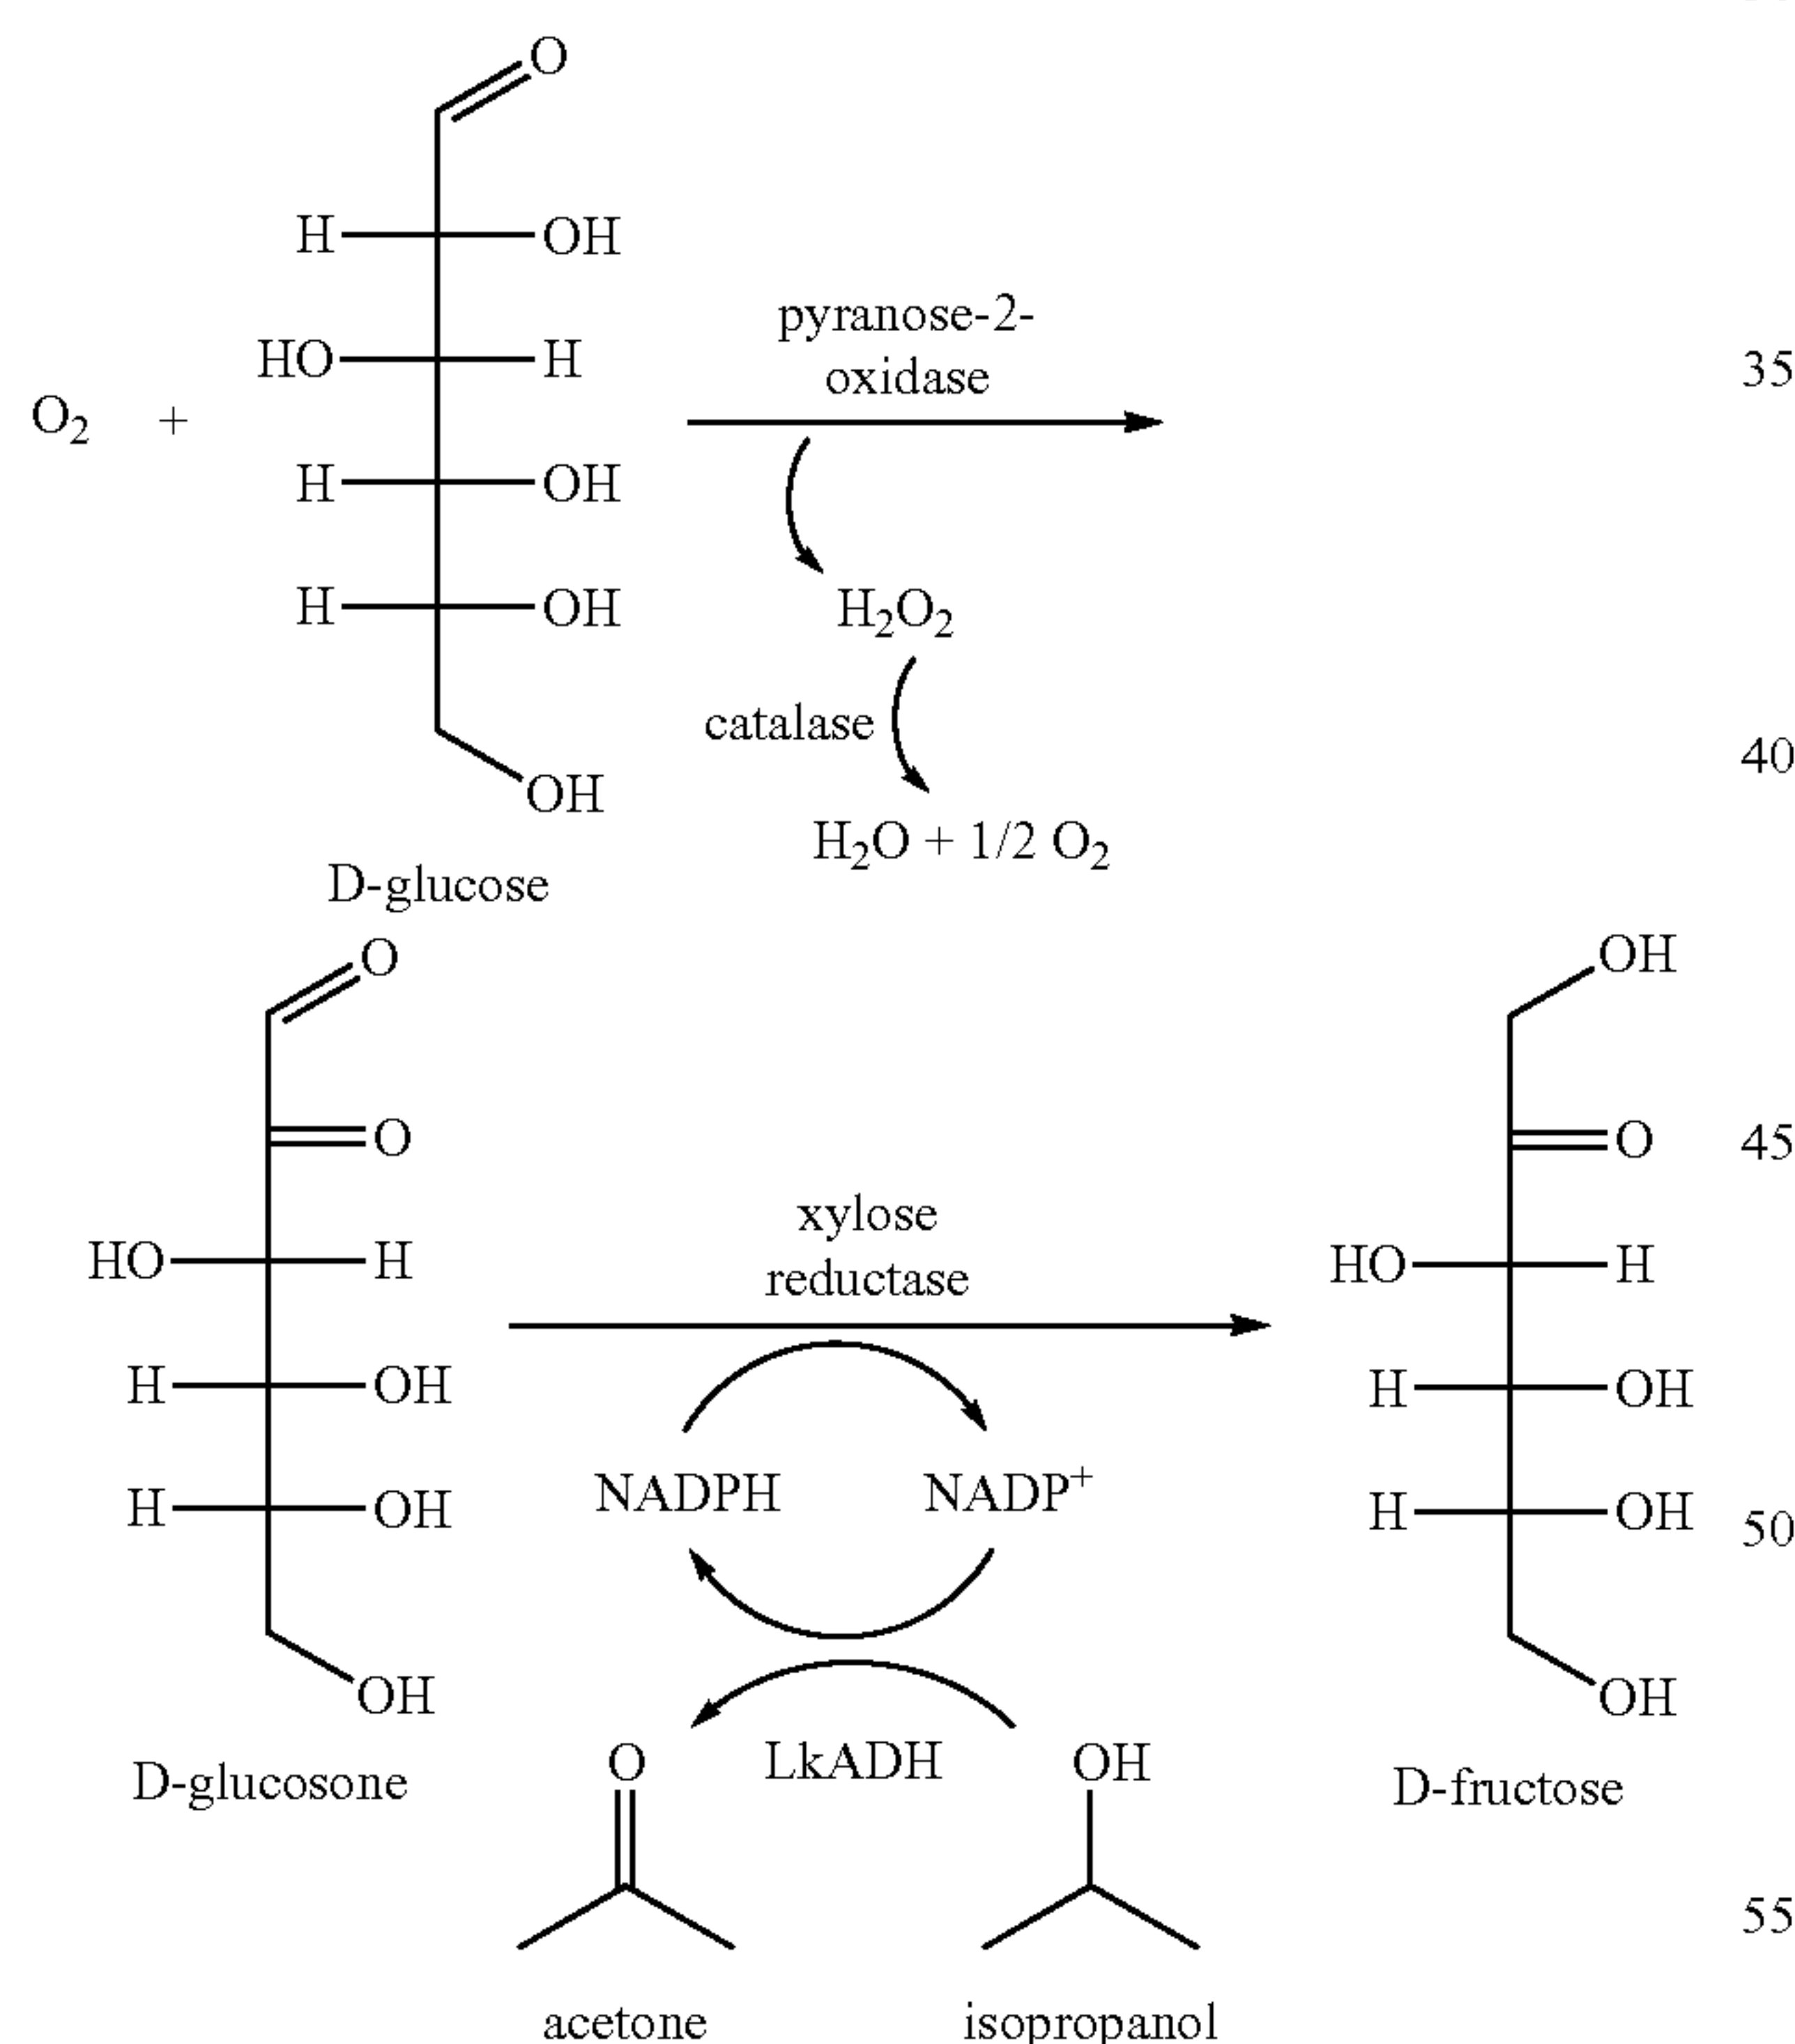 O
H OH
pyranose-2-
oxidase
HO H
35
O₂ +
H OH
H OH
H₂O₂
catalase
40
OH
H₂O + 1/2 O₂
D-glucose
O
OH
O
O
45
xylose
reductase
HO H
HO H
H OH
H OH
NADPH NADP⁺
H OH
H OH
50
OH
OH
O
LkADH
OH
D-glucosone
D-fructose
55
acetone isopropanol